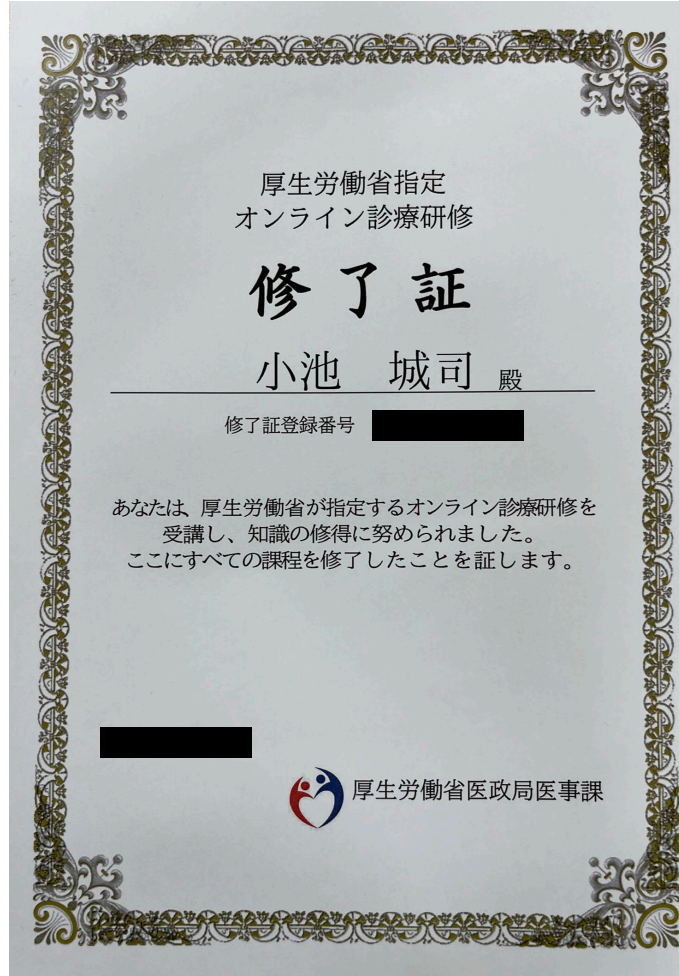 厚生労働省指定
オンライン診療研修
修了証
小池 城司 殿
修了証登録番号
あなたは、厚生労働省が指定するオンライン診療研修を
受講し、知識の修得に努められました。
ここにすべての課程を修了したことを証します。
厚生労働省医政局医事課